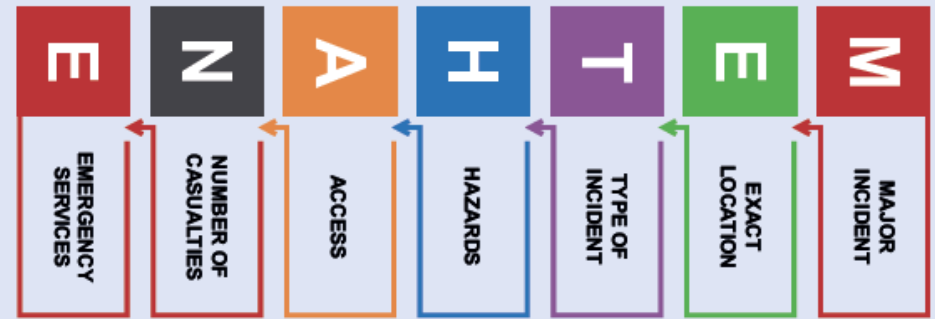 M
MAJOR
INCIDENT
E
EXACT
LOCATION
T
TYPE OF
INCIDENT
H
HAZARDS
A
ACCESS
N
NUMBER OF
CASUALTIES
E
EMERGENCY
SERVICES